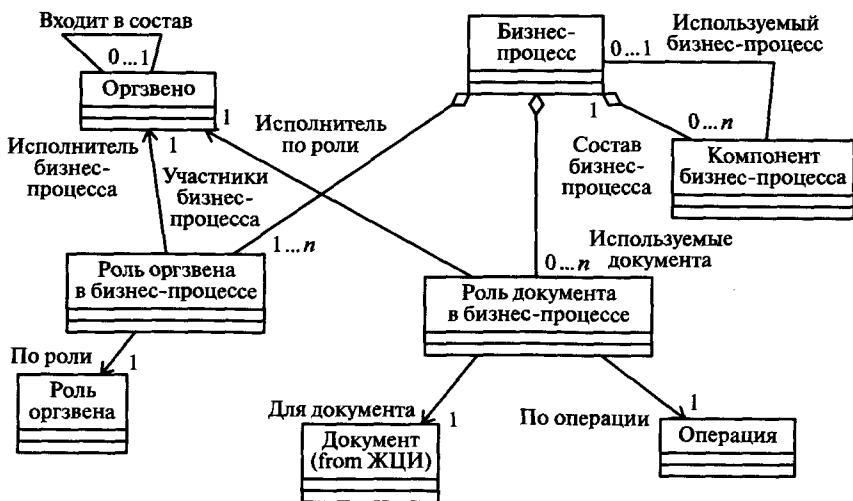 Входит в состав
0...1
Оргзвено
1
1
Исполнитель
бизнес-
процесса
Участники
бизнес-
процесса
Исполнитель
по роли
Бизнес-
процесс
0...1
Используемый
бизнес-процесс
1
0...n
Состав
бизнес-
процесса
Компонент
бизнес-процесса
1...n
0...n
Используемые
документа
Роль оргзвена
в бизнес-процессе
Роль документа
в бизнес-процессе
По роли
1
Роль
оргзвена
Для документа
1
Документ
(from ЖЦИ)
По операции
1
Операция